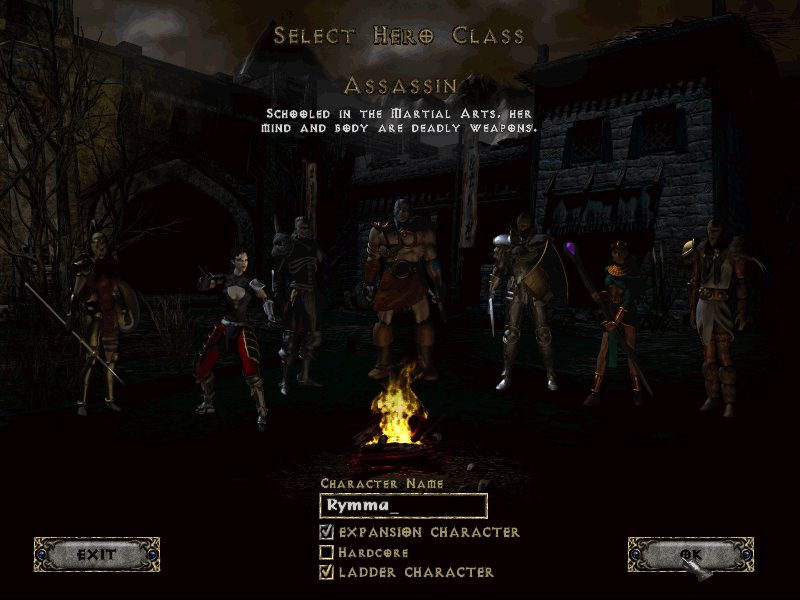 Select Hero Class
Assassin
Schooled in the Martial Arts, her
mind and body are deadly weapons.
Character Name
Rymma_
EXPANSION CHARACTER
Hardcore
LADDER CHARACTER
EXIT
OK